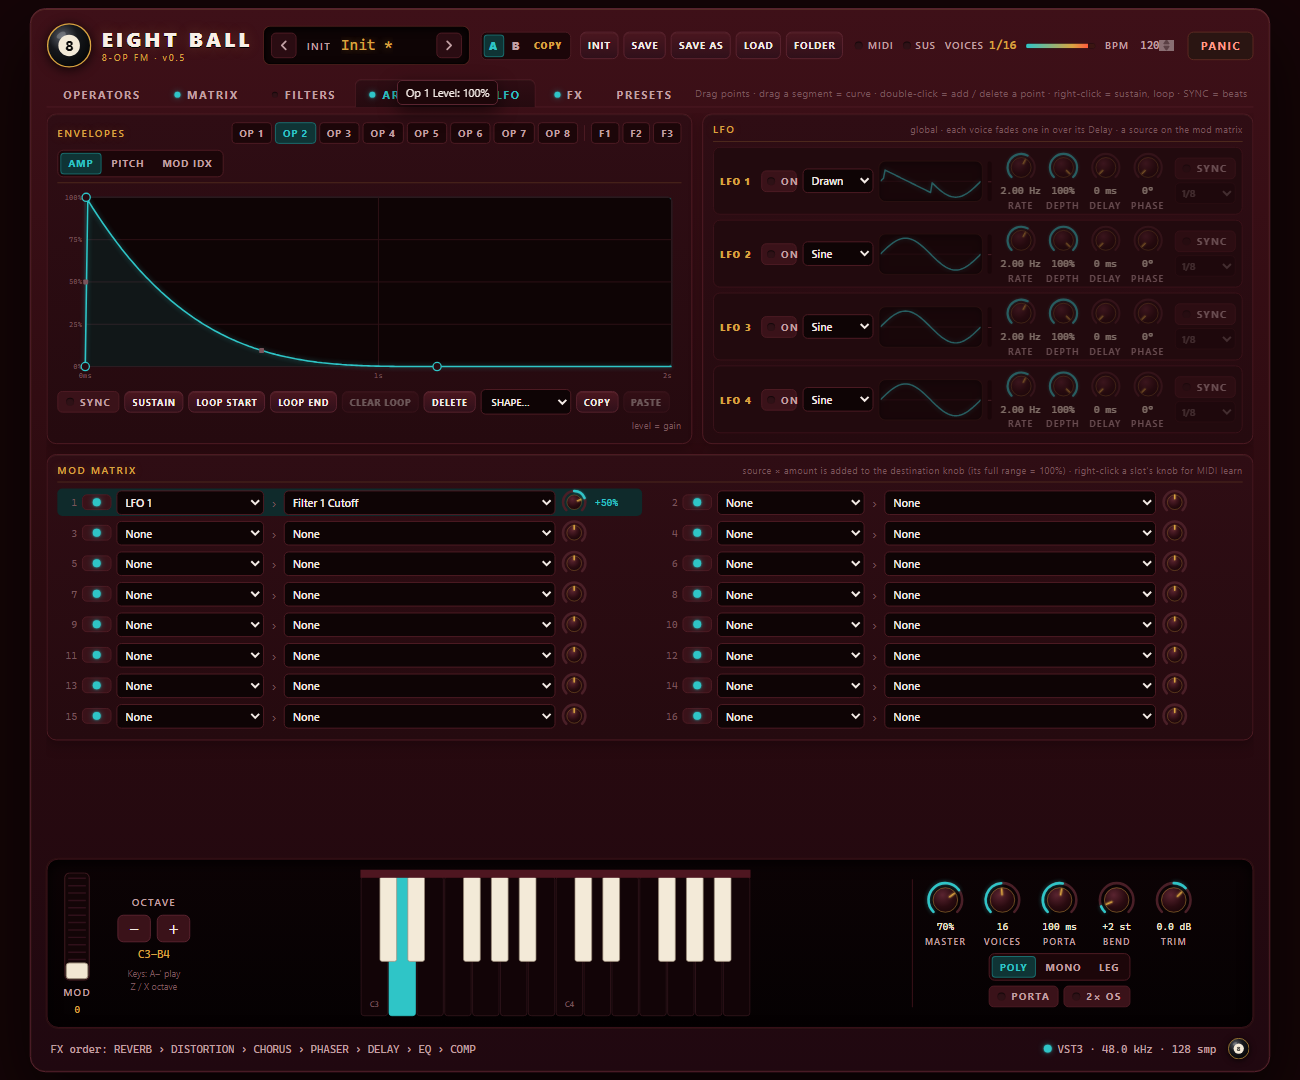 8 EIGHT BALL
8-OP FM · v0.5
INIT Init *
A B COPY INIT SAVE SAVE AS LOAD FOLDER MIDI SUS VOICES 1/16 BPM 120 PANIC
OPERATORS MATRIX FILTERS LFO FX PRESETS
Op 1 Level: 100%
Drag points · drag a segment = curve · double-click = add / delete a point · right-click = sustain, loop · SYNC = beats
ENVELOPES OP 1 OP 2 OP 3 OP 4 OP 5 OP 6 OP 7 OP 8 F1 F2 F3
AMP PITCH MOD IDX
100%
75%
50%
25%
0%
0ms 1s 2s
SYNC SUSTAIN LOOP START LOOP END CLEAR LOOP DELETE SHAPE... COPY PASTE
level = gain
LFO global · each voice fades one in over its Delay · a source on the mod matrix
LFO 1 ON Drawn 2.00 Hz 100% 0 ms 0° SYNC 1/8
RATE DEPTH DELAY PHASE
LFO 2 ON Sine 2.00 Hz 100% 0 ms 0° SYNC 1/8
RATE DEPTH DELAY PHASE
LFO 3 ON Sine 2.00 Hz 100% 0 ms 0° SYNC 1/8
RATE DEPTH DELAY PHASE
LFO 4 ON Sine 2.00 Hz 100% 0 ms 0° SYNC 1/8
RATE DEPTH DELAY PHASE
MOD MATRIX source × amount is added to the destination knob (its full range = 100%) · right-click a slot's knob for MIDI learn
1 LFO 1 › Filter 1 Cutoff +50% 2 None › None
3 None › None 4 None › None
5 None › None 6 None › None
7 None › None 8 None › None
9 None › None 10 None › None
11 None › None 12 None › None
13 None › None 14 None › None
15 None › None 16 None › None
MOD
0
OCTAVE
− +
C3–B4
Keys: A–' play
Z / X octave
C3 C4
70% 16 100 ms +2 st 0.0 dB
MASTER VOICES PORTA BEND TRIM
POLY MONO LEG
PORTA 2× OS
FX order: REVERB › DISTORTION › CHORUS › PHASER › DELAY › EQ › COMP
VST3 · 48.0 kHz · 128 smp 8